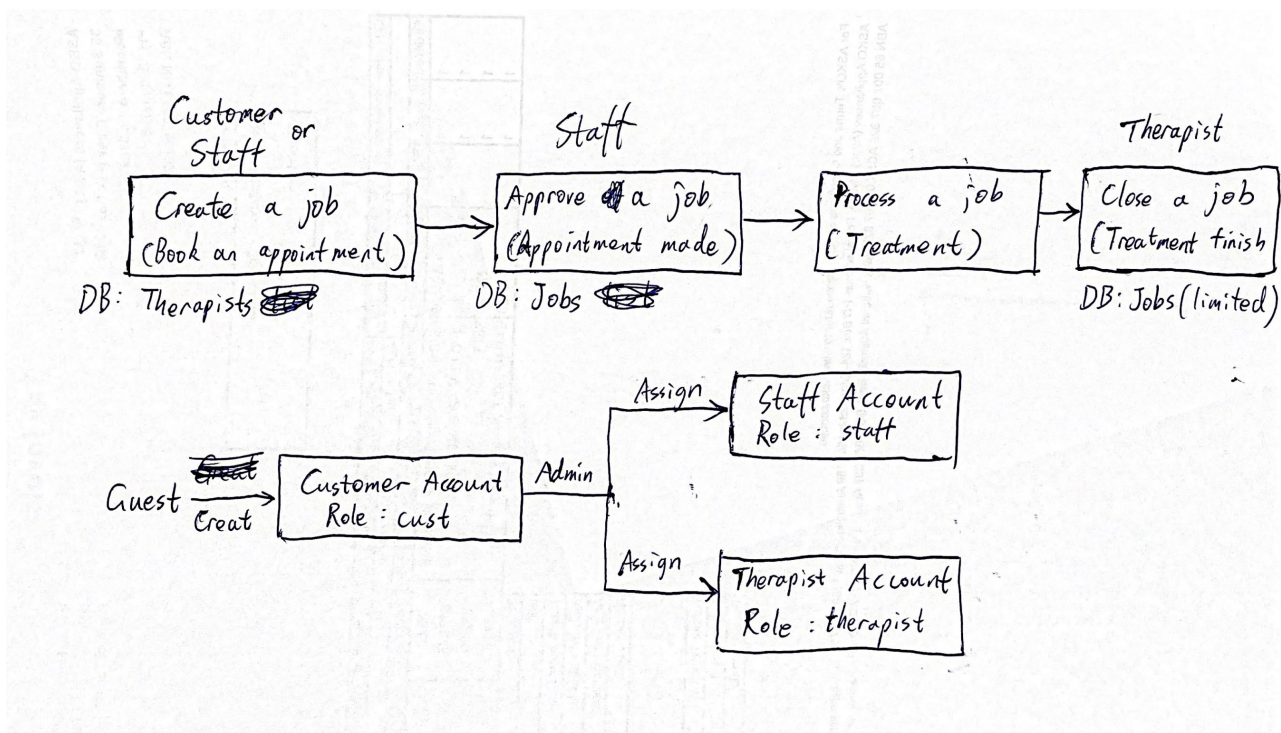 Customer or
Staff
Create a job
(Book an appointment)
DB: Therapists
Staff
Approve a job.
(Appointment made)
DB: Jobs
Process a job
(Treatment)
Therapist
Close a job
(Treatment finish
DB: Jobs (limited)
Guest
Creat
Customer Account
Role : cust
Admin
Assign
Staff Account
Role : staff
Assign
Therapist Account
Role : therapist